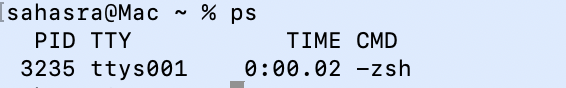 sahasra@Mac ~ % ps
  PID TTY           TIME CMD
 3235 ttys001    0:00.02 -zsh